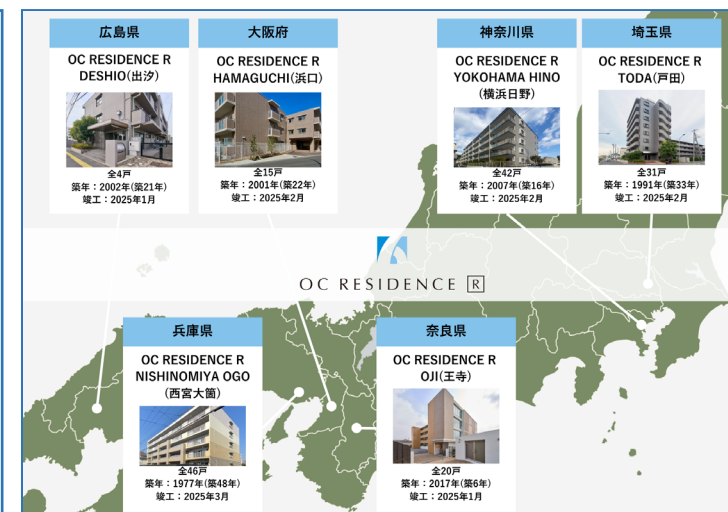 広島県
OC RESIDENCE R
DESHIO(出汐)
全4戸
築年：2002年(築21年)
竣工：2025年1月
大阪府
OC RESIDENCE R
HAMAGUCHI(浜口)
全15戸
築年：2001年(築22年)
竣工：2025年2月
神奈川県
OC RESIDENCE R
YOKOHAMA HINO
(横浜日野)
全42戸
築年：2007年(築16年)
竣工：2025年2月
埼玉県
OC RESIDENCE R
TODA(戸田)
全31戸
築年：1991年(築33年)
竣工：2025年2月
OC RESIDENCE R
兵庫県
OC RESIDENCE R
NISHINOMIYA OGO
(西宮大箇)
全46戸
築年：1977年(築48年)
竣工：2025年3月
奈良県
OC RESIDENCE R
OJI(王寺)
全20戸
築年：2017年(築6年)
竣工：2025年1月